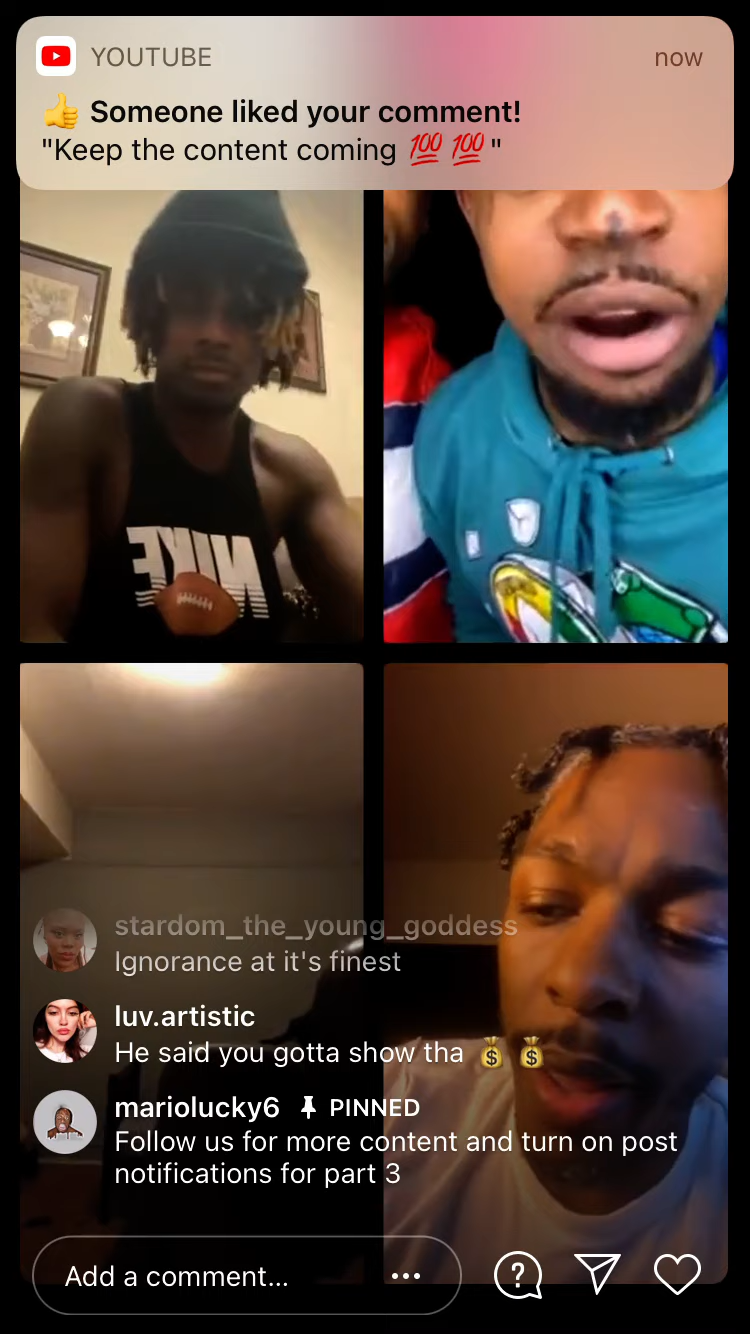 YOUTUBE now
👍 Someone liked your comment!
"Keep the content coming 💯 💯 "
NIKE
stardom_the_young_goddess
Ignorance at it's finest
luv.artistic
He said you gotta show tha 💰 💰
mariolucky6 PINNED
Follow us for more content and turn on post
notifications for part 3
Add a comment...